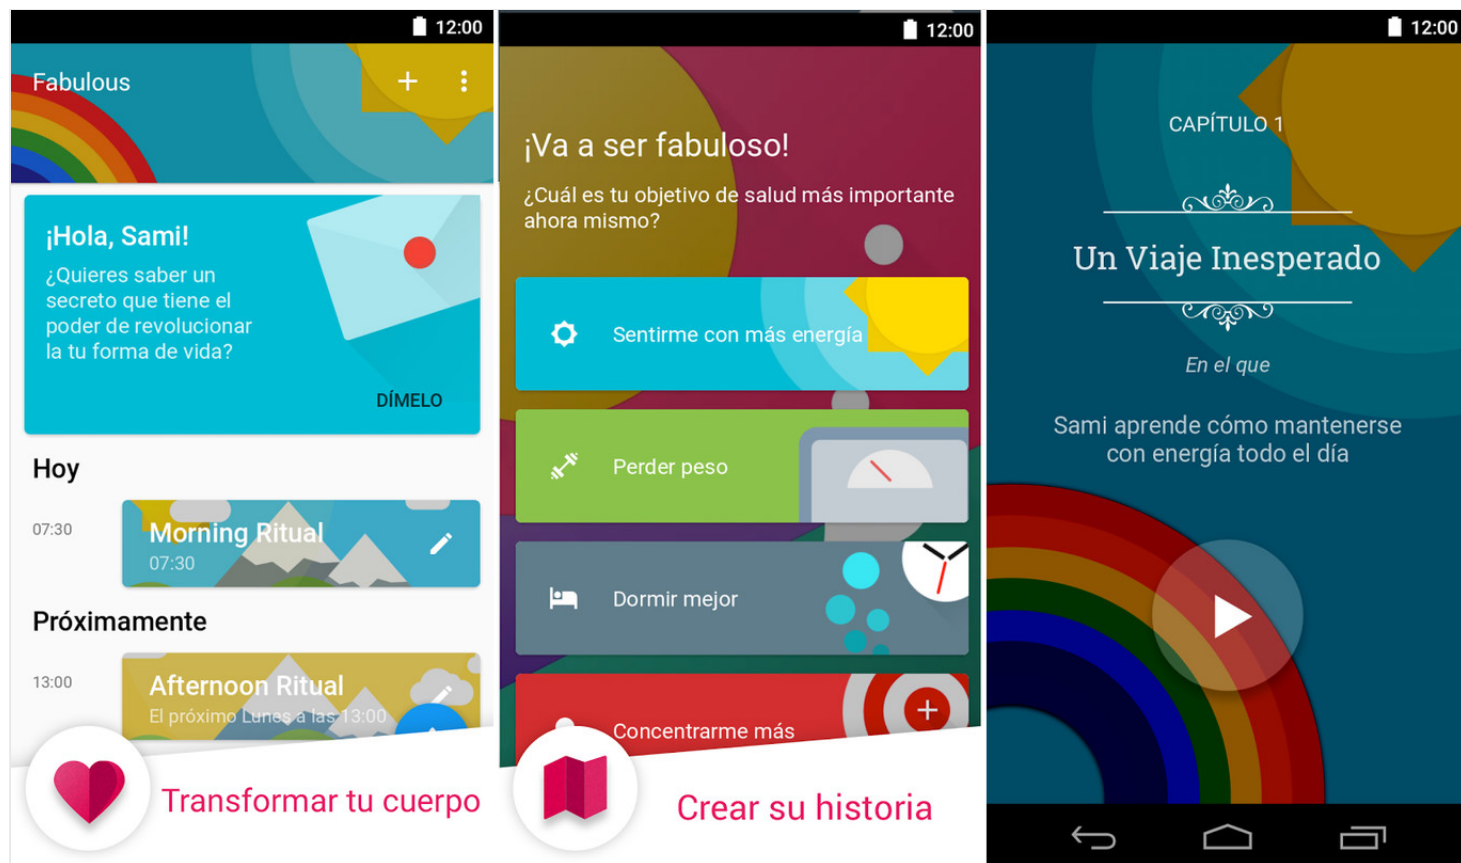 12:00
Fabulous
¡Hola, Sami!
¿Quieres saber un
secreto que tiene el
poder de revolucionar
la tu forma de vida?
DÍMELO
Hoy
07:30
Morning Ritual
07:30
Próximamente
13:00
Afternoon Ritual
El próximo Lunes a las 13:00
Transformar tu cuerpo
12:00
¡Va a ser fabuloso!
¿Cuál es tu objetivo de salud más importante
ahora mismo?
Sentirme con más energía
Perder peso
Dormir mejor
Concentrarme más
Crear su historia
12:00
CAPÍTULO 1
Un Viaje Inesperado
En el que
Sami aprende cómo mantenerse
con energía todo el día